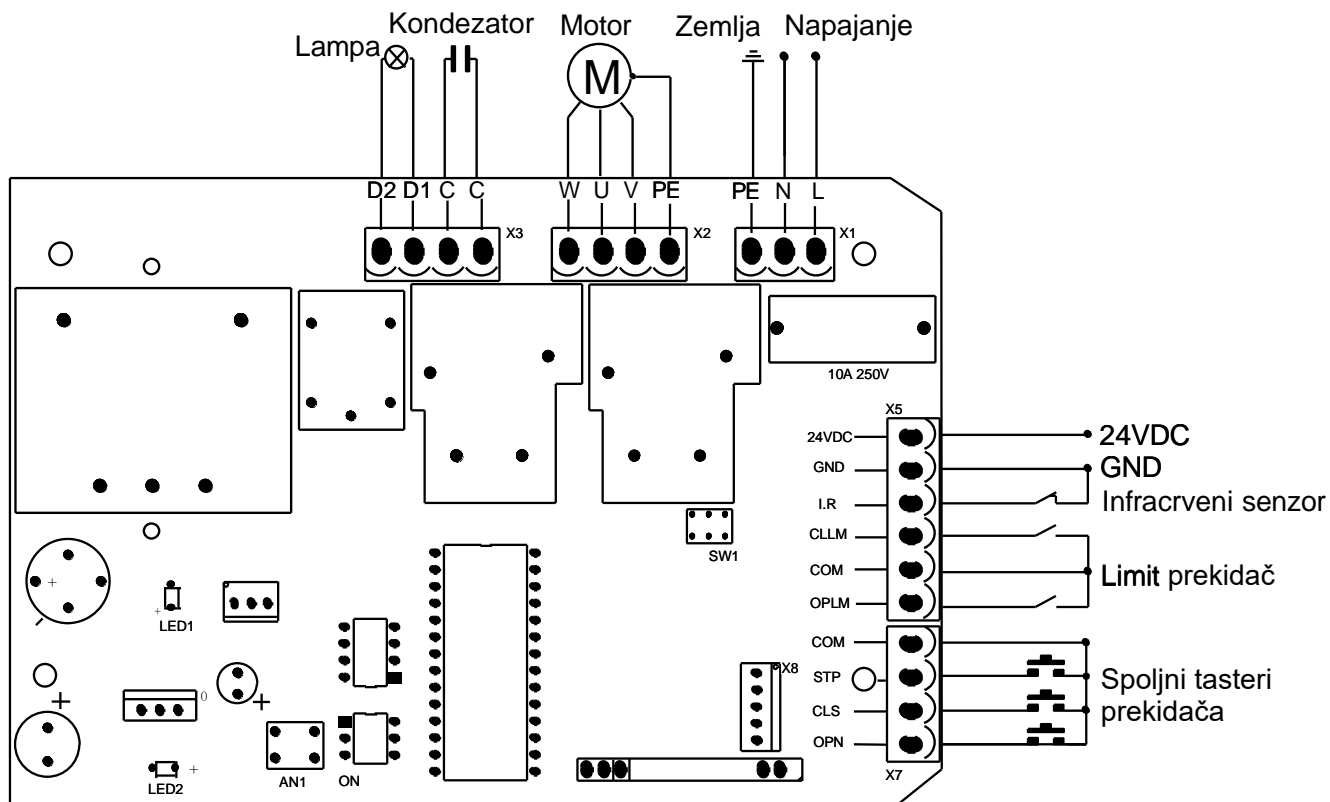 Lampa
Kondezator
Motor
Zemlja
Napajanje
M
D2 D1 C C
W U V PE
PE N L
X3
X2
X1
10A 250V
X5
24VDC
GND
I.R
CLLM
COM
OPLM
24VDC
GND
Infracrveni senzor
Limit prekidač
SW1
COM
STP
CLS
OPN
X7
Spoljni tasteri
prekidača
X8
+
-
+
LED1
+
0
+
LED2
+
AN1
ON